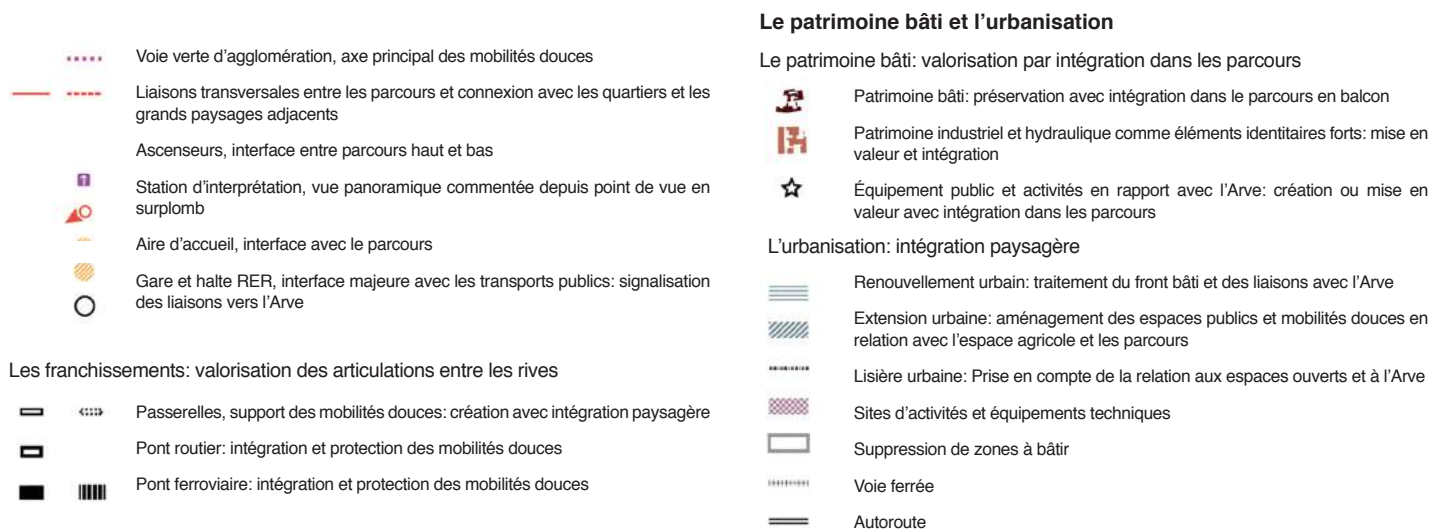 Voie verte d'agglomération, axe principal des mobilités douces
Liaisons transversales entre les parcours et connexion avec les quartiers et les
grands paysages adjacents
Ascenseurs, interface entre parcours haut et bas
Station d'interprétation, vue panoramique commentée depuis point de vue en
surplomb
Aire d'accueil, interface avec le parcours
Gare et halte RER, interface majeure avec les transports publics: signalisation
des liaisons vers l'Arve
Les franchissements: valorisation des articulations entre les rives
Passerelles, support des mobilités douces: création avec intégration paysagère
Pont routier: intégration et protection des mobilités douces
Pont ferroviaire: intégration et protection des mobilités douces
Le patrimoine bâti et l'urbanisation
Le patrimoine bâti: valorisation par intégration dans les parcours
Patrimoine bâti: préservation avec intégration dans le parcours en balcon
Patrimoine industriel et hydraulique comme éléments identitaires forts: mise en
valeur et intégration
Équipement public et activités en rapport avec l'Arve: création ou mise en
valeur avec intégration dans les parcours
L'urbanisation: intégration paysagère
Renouvellement urbain: traitement du front bâti et des liaisons avec l'Arve
Extension urbaine: aménagement des espaces publics et mobilités douces en
relation avec l'espace agricole et les parcours
Lisière urbaine: Prise en compte de la relation aux espaces ouverts et à l'Arve
Sites d'activités et équipements techniques
Suppression de zones à bâtir
Voie ferrée
Autoroute